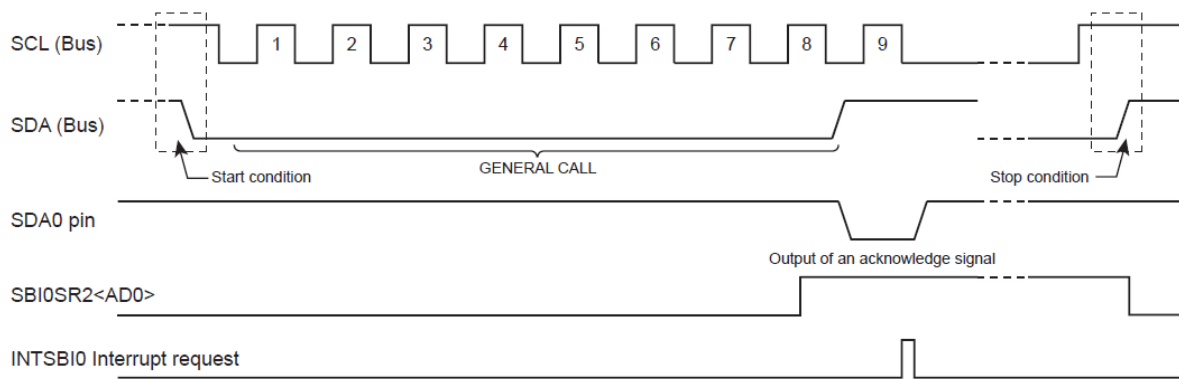 SCL (Bus)
1 2 3 4 5 6 7 8 9
SDA (Bus)
Start condition
GENERAL CALL
Stop condition
SDA0 pin
Output of an acknowledge signal
SBI0SR2<AD0>
INTSBI0 Interrupt request